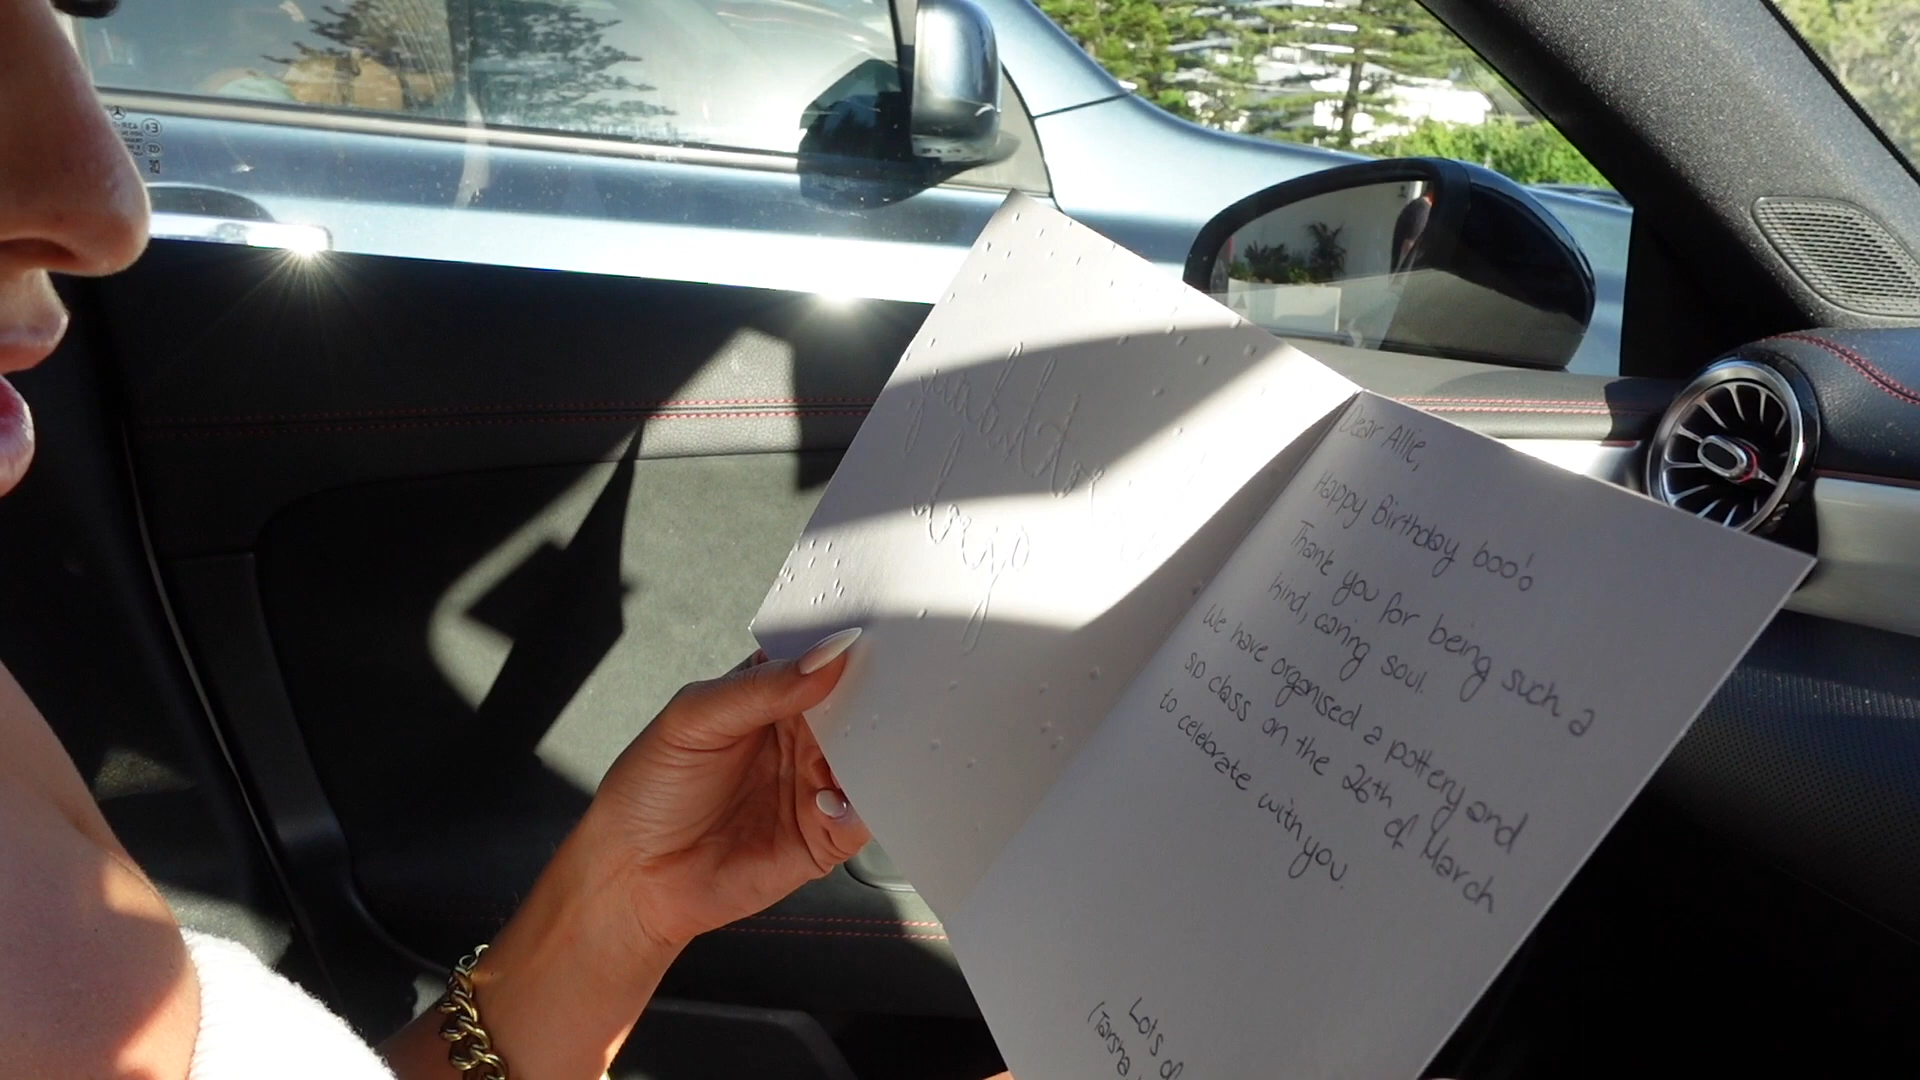 Dear Allie,
Happy Birthday boo!
Thank you for being such a
kind, caring soul.
We have organised a pottery and
sip class on the 26th of March
to celebrate with you.
Lots of
(Tarsha